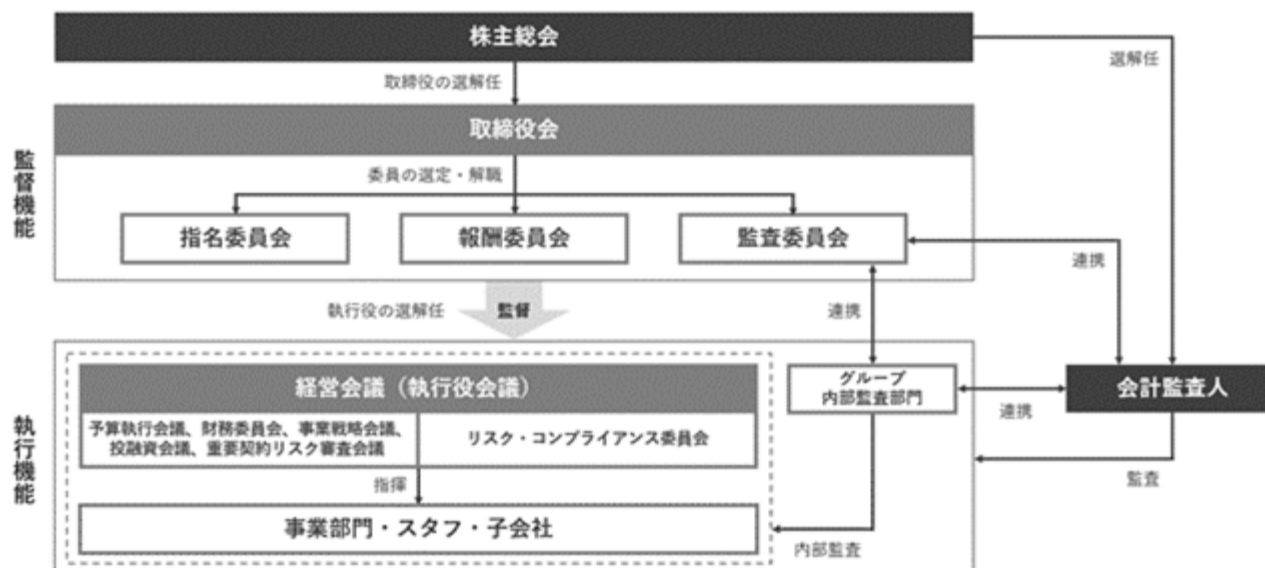 株主総会
選解任
取締役の選解任
取締役会
監督機能
委員の選定・解職
指名委員会
報酬委員会
監査委員会
連携
執行役の選解任
監督
連携
執行機能
経営会議（執行役会議）
予算執行会議、財務委員会、事業戦略会議、
投融資会議、重要契約リスク審査会議
リスク・コンプライアンス委員会
グループ
内部監査部門
連携
会計監査人
指揮
監査
事業部門・スタッフ・子会社
内部監査